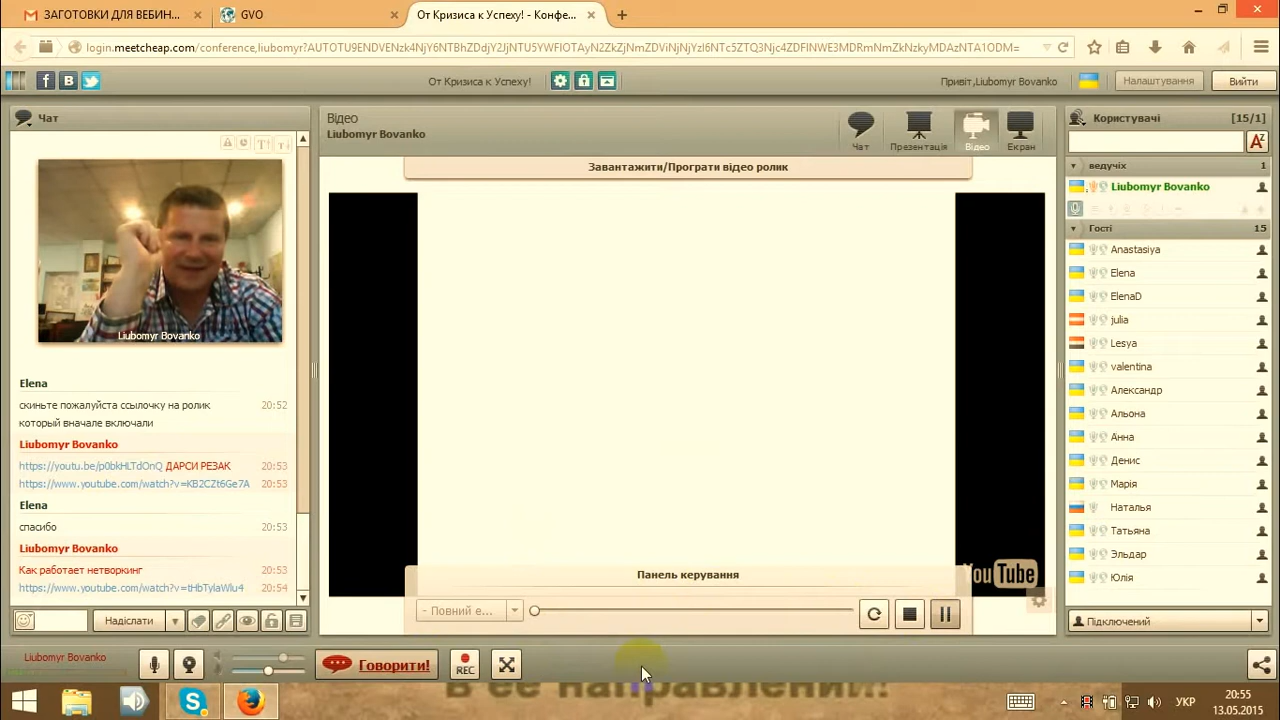 ЗАГОТОВКИ ДЛЯ ВЕБИН... × GVO × От Кризиса к Успеху! - Конфе... ×
login.meetcheap.com/conference,liubomyr?
От Кризиса к Успеху!
Привіт,Liubomyr Bovanko
Налаштування
Вийти
Чат
Liubomyr Bovanko
Elena
скиньте пожалуйста ссылочку на ролик 20:52
который вначале включали
Liubomyr Bovanko
https://youtu.be/p0bkHLTdOnQ ДАРСИ РЕЗАК 20:53
https://www.youtube.com/watch?v=KB2CZt6Ge7A 20:53
Elena
спасибо 20:53
Liubomyr Bovanko
Как работает нетворкинг 20:53
https://www.youtube.com/watch?v=tHbTylaWlu4 20:54
Надіслати
Відео
Liubomyr Bovanko
Чат
Презентація
Відео
Екран
Завантажити/Програти відео ролик
YouTube
Панель керування
- Повний е...
Користувачі [15/1]
ведучіх 1
Liubomyr Bovanko
Гості 15
Anastasiya
Elena
ElenaD
julia
Lesya
valentina
Александр
Альона
Анна
Денис
Марія
Наталья
Татьяна
Эльдар
Юлія
Підключений
Liubomyr Bovanko
Говорити!
REC
в ее направлении!
УКР
20:55
13.05.2015